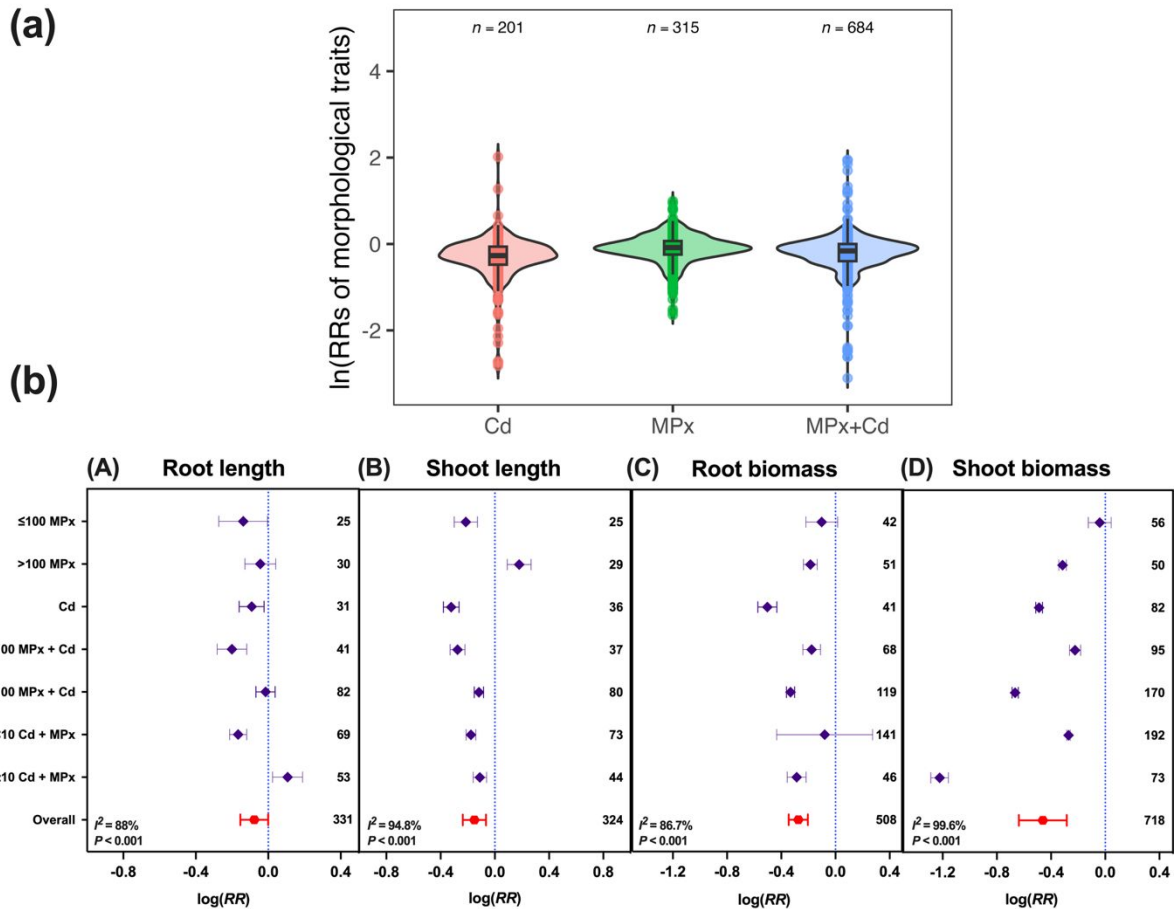 (a)
n = 201
n = 315
n = 684
ln(RRs of morphological traits)
4
2
0
-2
Cd
MPx
MPx+Cd
(b)
(A) Root length
(B) Shoot length
(C) Root biomass
(D) Shoot biomass
≤100 MPx 25 25 42 56
>100 MPx 30 29 51 50
Cd 31 36 41 82
00 MPx + Cd 41 37 68 95
00 MPx + Cd 82 80 119 170
10 Cd + MPx 69 73 141 192
10 Cd + MPx 53 44 46 73
Overall 331 324 508 718
I² = 88% I² = 94.8% I² = 86.7% I² = 99.6%
P < 0.001 P < 0.001 P < 0.001 P < 0.001
-0.8 -0.4 0.0 0.4 -0.8 -0.4 0.0 0.4 0.8 -1.2 -0.8 -0.4 0.0 0.4 -1.2 -0.8 -0.4 0.0 0.4
log(RR) log(RR) log(RR) log(RR)